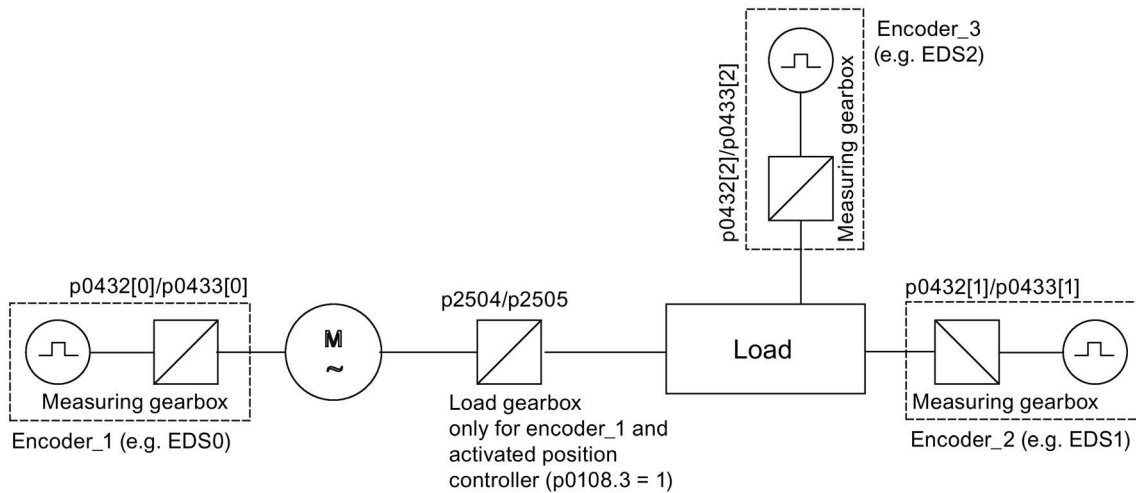 Encoder_3
(e.g. EDS2)
p0432[2]/p0433[2]
Measuring gearbox
p0432[0]/p0433[0]
Measuring gearbox
Encoder_1 (e.g. EDS0)
M
~
p2504/p2505
Load gearbox
only for encoder_1 and
activated position
controller (p0108.3 = 1)
Load
p0432[1]/p0433[1]
Measuring gearbox
Encoder_2 (e.g. EDS1)